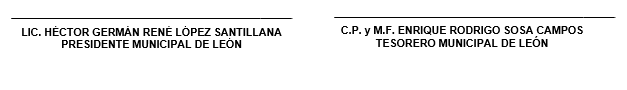 LIC. HÉCTOR GERMÁN RENÉ LÓPEZ SANTILLANA
PRESIDENTE MUNICIPAL DE LEÓN
C.P. y M.F. ENRIQUE RODRIGO SOSA CAMPOS
TESORERO MUNICIPAL DE LEÓN